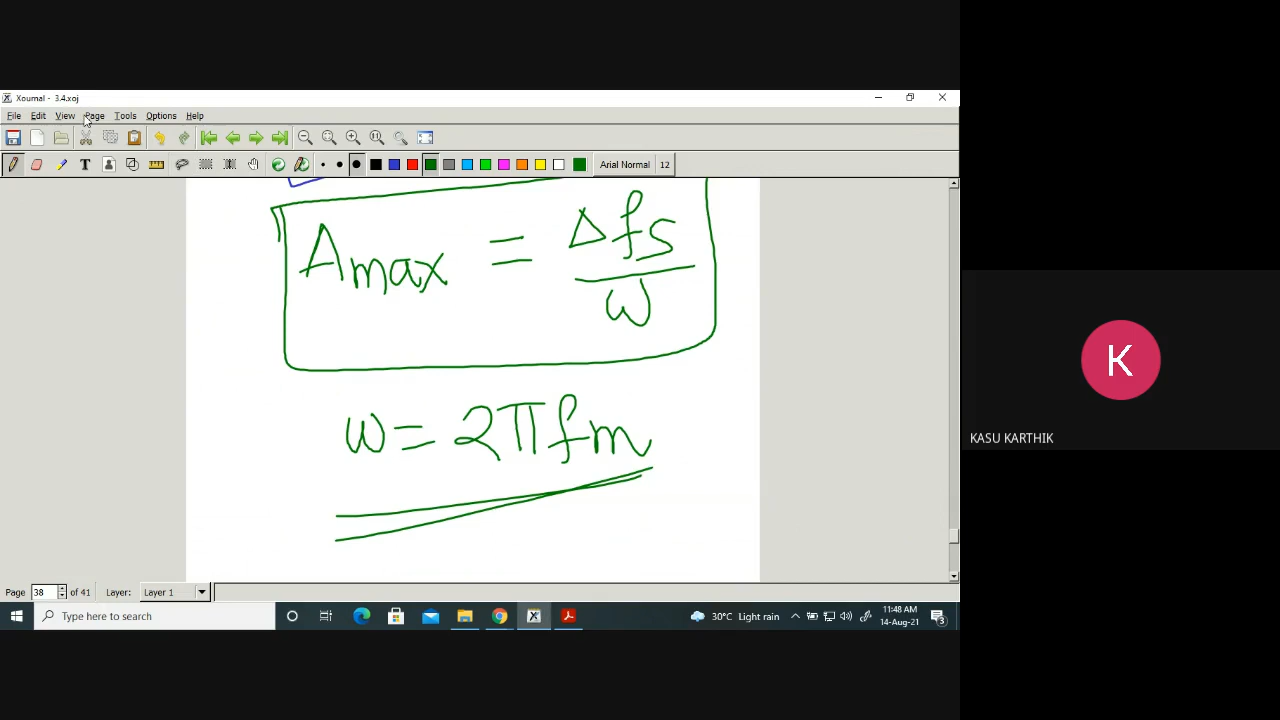 Xournal - 3.4.xoj
File Edit View Page Tools Options Help
Arial Normal 12
Amax = Δfs
ω
ω = 2πfm
K
KASU KARTHIK
Page 38 of 41 Layer: Layer 1
Type here to search
30°C Light rain
11:48 AM
14-Aug-21
3